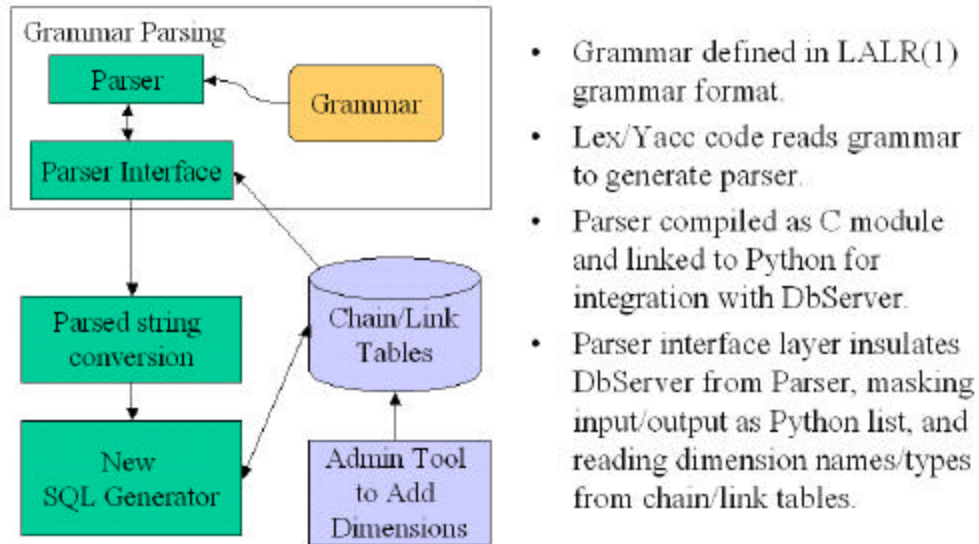 Grammar Parsing
Parser
Grammar
Parser Interface
Parsed string
conversion
New
SQL Generator
Chain/Link
Tables
Admin Tool
to Add
Dimensions
• Grammar defined in LALR(1)
grammar format.
• Lex/Yacc code reads grammar
to generate parser.
• Parser compiled as C module
and linked to Python for
integration with DbServer.
• Parser interface layer insulates
DbServer from Parser, masking
input/output as Python list, and
reading dimension names/types
from chain/link tables.